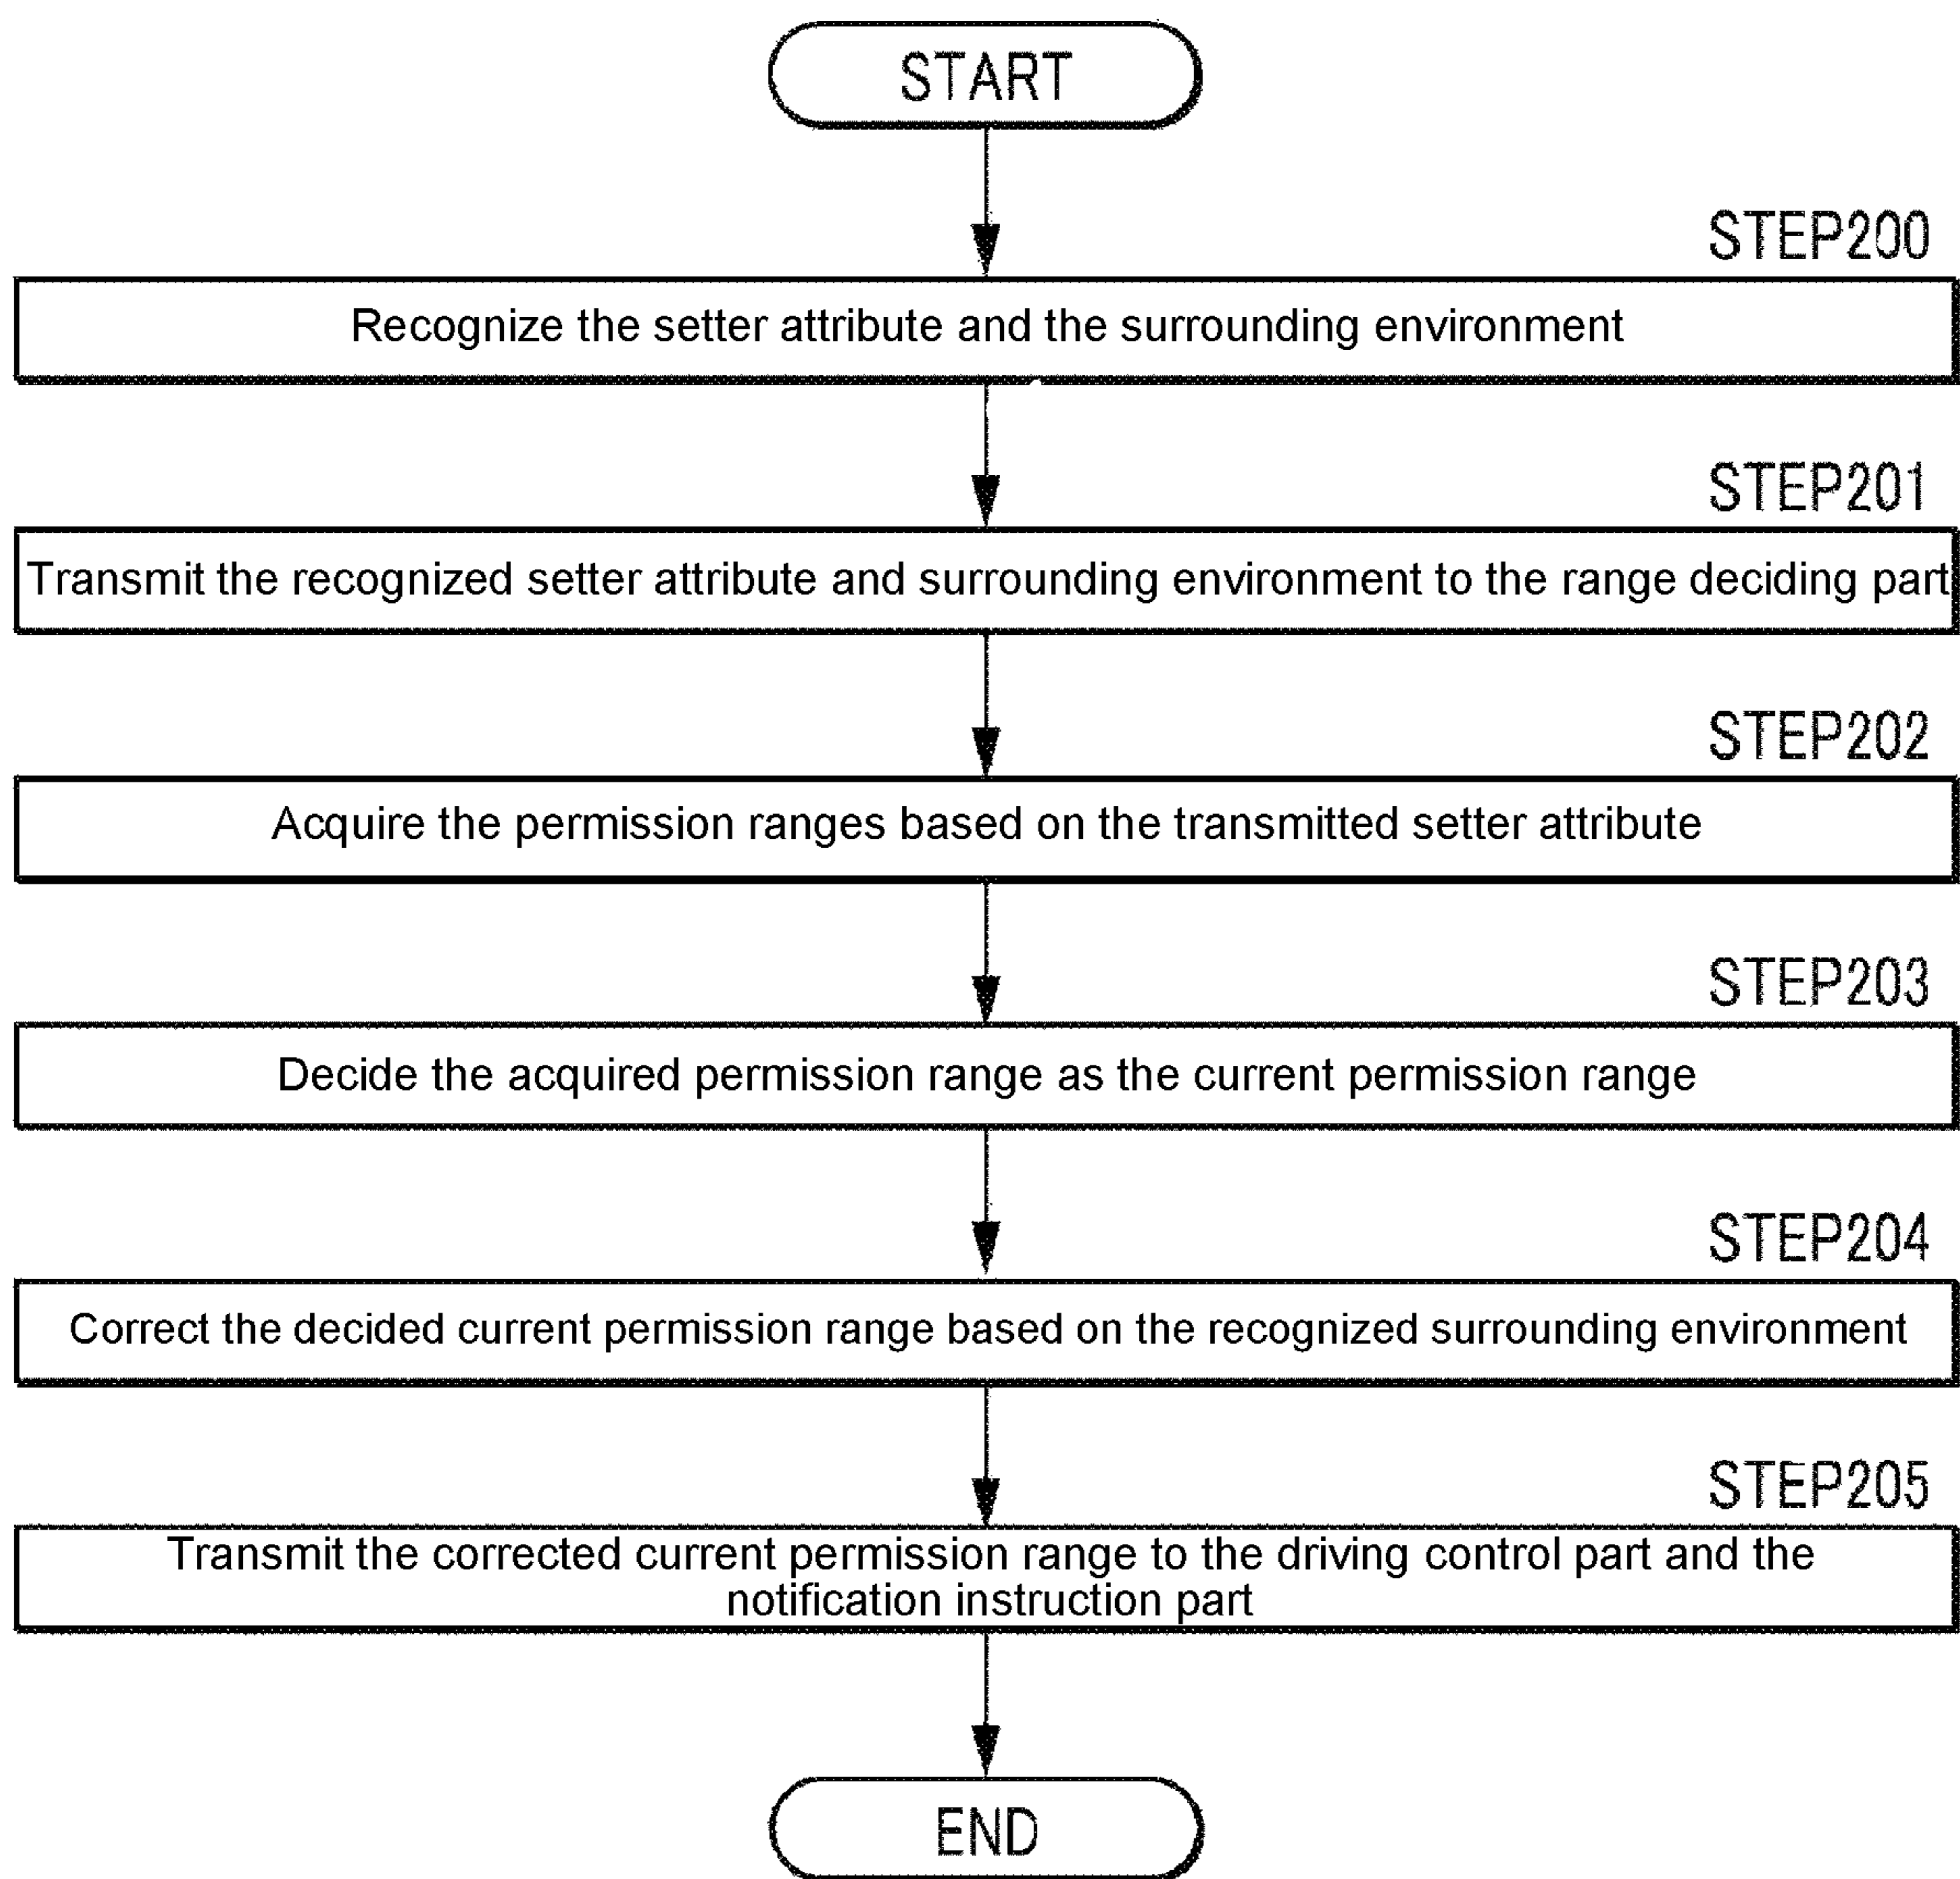 START
STEP200
Recognize the setter attribute and the surrounding environment
STEP201
Transmit the recognized setter attribute and surrounding environment to the range deciding part
STEP202
Acquire the permission ranges based on the transmitted setter attribute
STEP203
Decide the acquired permission range as the current permission range
STEP204
Correct the decided current permission range based on the recognized surrounding environment
STEP205
Transmit the corrected current permission range to the driving control part and the
notification instruction part
END